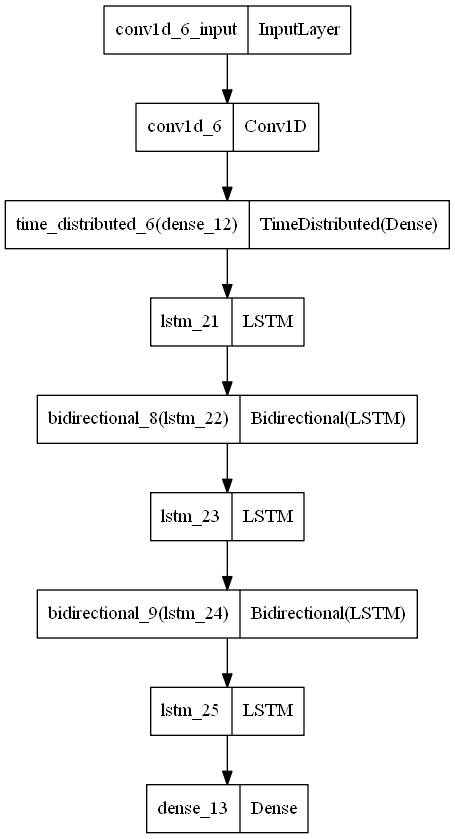 conv1d_6_input InputLayer
conv1d_6 Conv1D
time_distributed_6(dense_12) TimeDistributed(Dense)
lstm_21 LSTM
bidirectional_8(lstm_22) Bidirectional(LSTM)
lstm_23 LSTM
bidirectional_9(lstm_24) Bidirectional(LSTM)
lstm_25 LSTM
dense_13 Dense